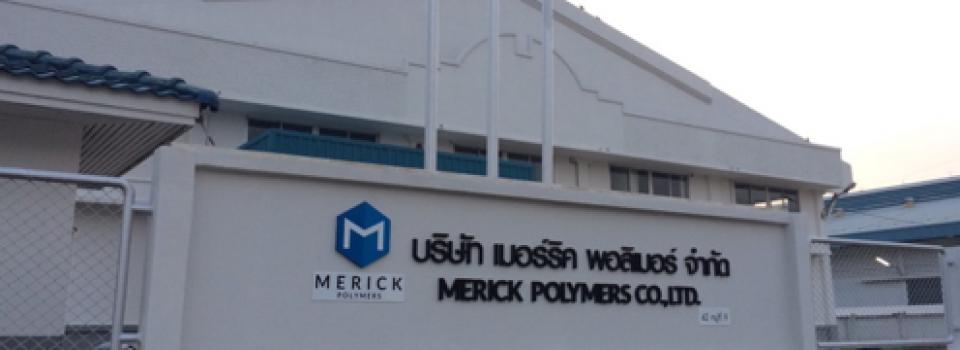 M
MERICK
POLYMERS
บริษัท เมอร์ริค พอลิเมอร์ จำกัด
MERICK POLYMERS CO.,LTD.